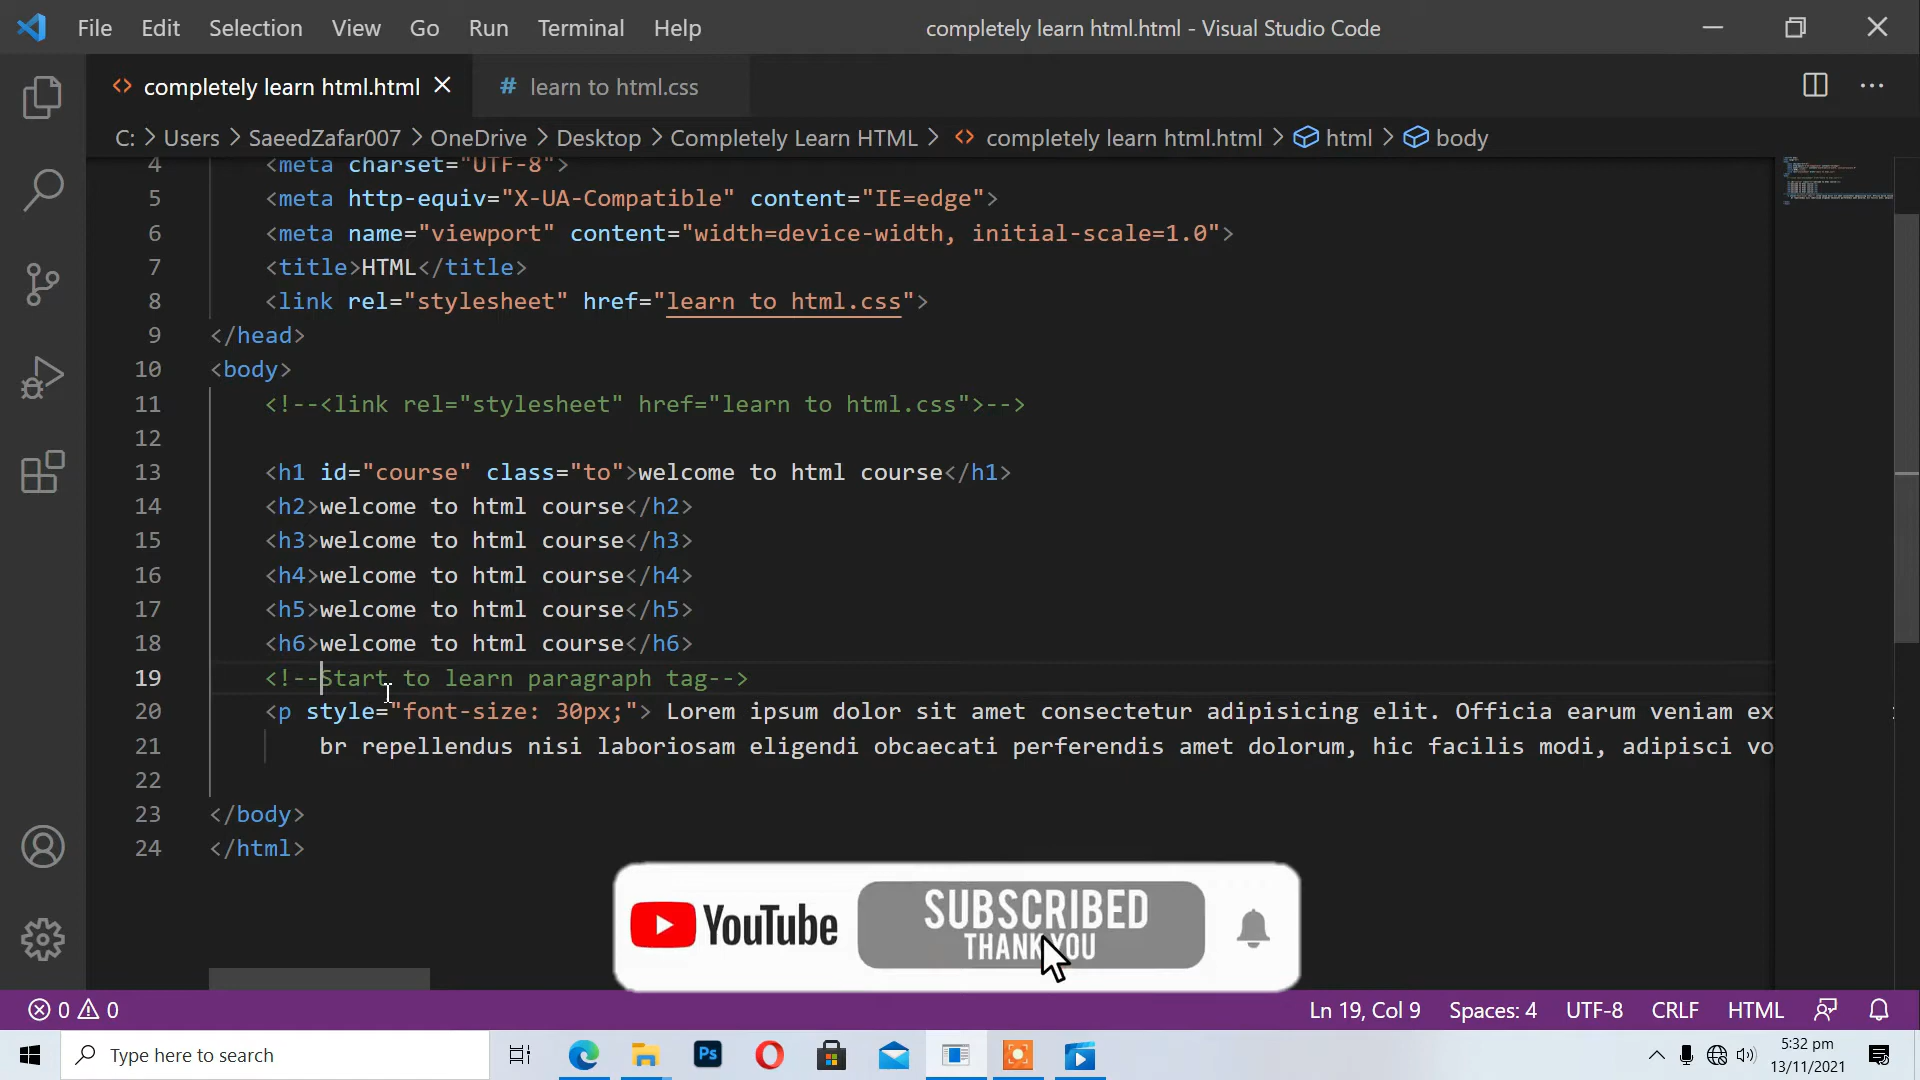 File Edit Selection View Go Run Terminal Help completely learn html.html - Visual Studio Code
completely learn html.html learn to html.css
C: > Users > SaeedZafar007 > OneDrive > Desktop > Completely Learn HTML > completely learn html.html > html > body
4 <meta charset="UTF-8">
5 <meta http-equiv="X-UA-Compatible" content="IE=edge">
6 <meta name="viewport" content="width=device-width, initial-scale=1.0">
7 <title>HTML</title>
8 <link rel="stylesheet" href="learn to html.css">
9 </head>
10 <body>
11 <!--<link rel="stylesheet" href="learn to html.css">-->
12
13 <h1 id="course" class="to">welcome to html course</h1>
14 <h2>welcome to html course</h2>
15 <h3>welcome to html course</h3>
16 <h4>welcome to html course</h4>
17 <h5>welcome to html course</h5>
18 <h6>welcome to html course</h6>
19 <!--Start to learn paragraph tag-->
20 <p style="font-size: 30px;"> Lorem ipsum dolor sit amet consectetur adipisicing elit. Officia earum veniam ex
21 br repellendus nisi laboriosam eligendi obcaecati perferendis amet dolorum, hic facilis modi, adipisci vo
22
23 </body>
24 </html>
YouTube SUBSCRIBED
THANK YOU
0 0 Ln 19, Col 9 Spaces: 4 UTF-8 CRLF HTML
Type here to search Ps 5:32 pm
13/11/2021